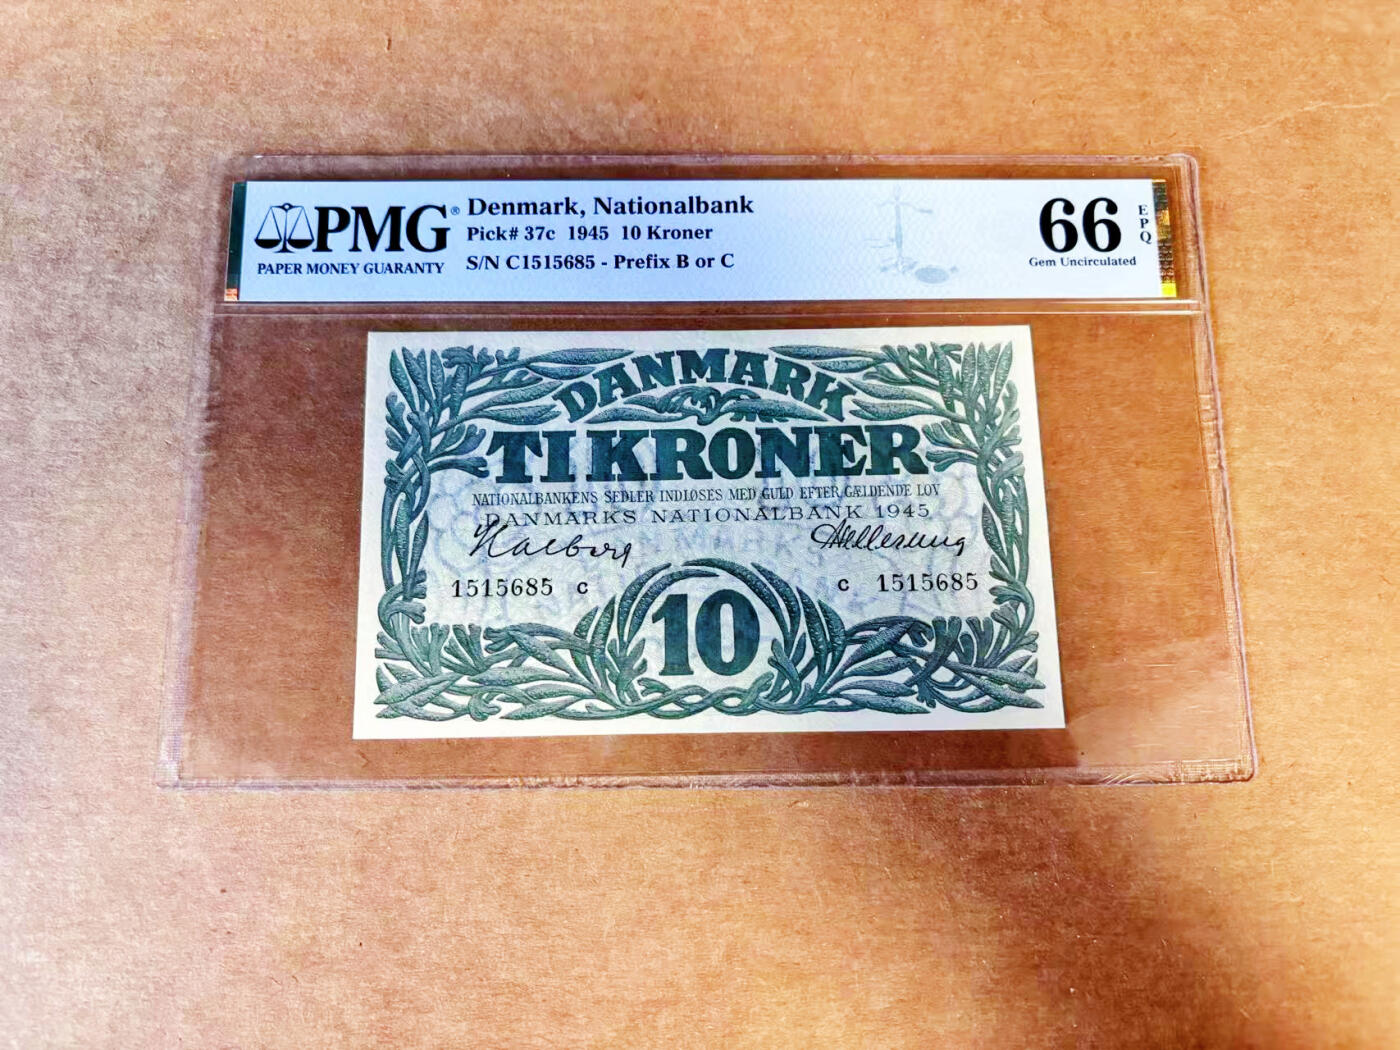 PMG®
PAPER MONEY GUARANTY
Denmark, Nationalbank
Pick# 37c 1945 10 Kroner
S/N C1515685 - Prefix B or C
66
EPQ
Gem Uncirculated
DANMARK
TI KRONER
NATIONALBANKENS SEDLER INDLØSES MED GULD EFTER GÆLDENDE LOV
DANMARKS NATIONALBANK 1945
1515685 C
C 1515685
10